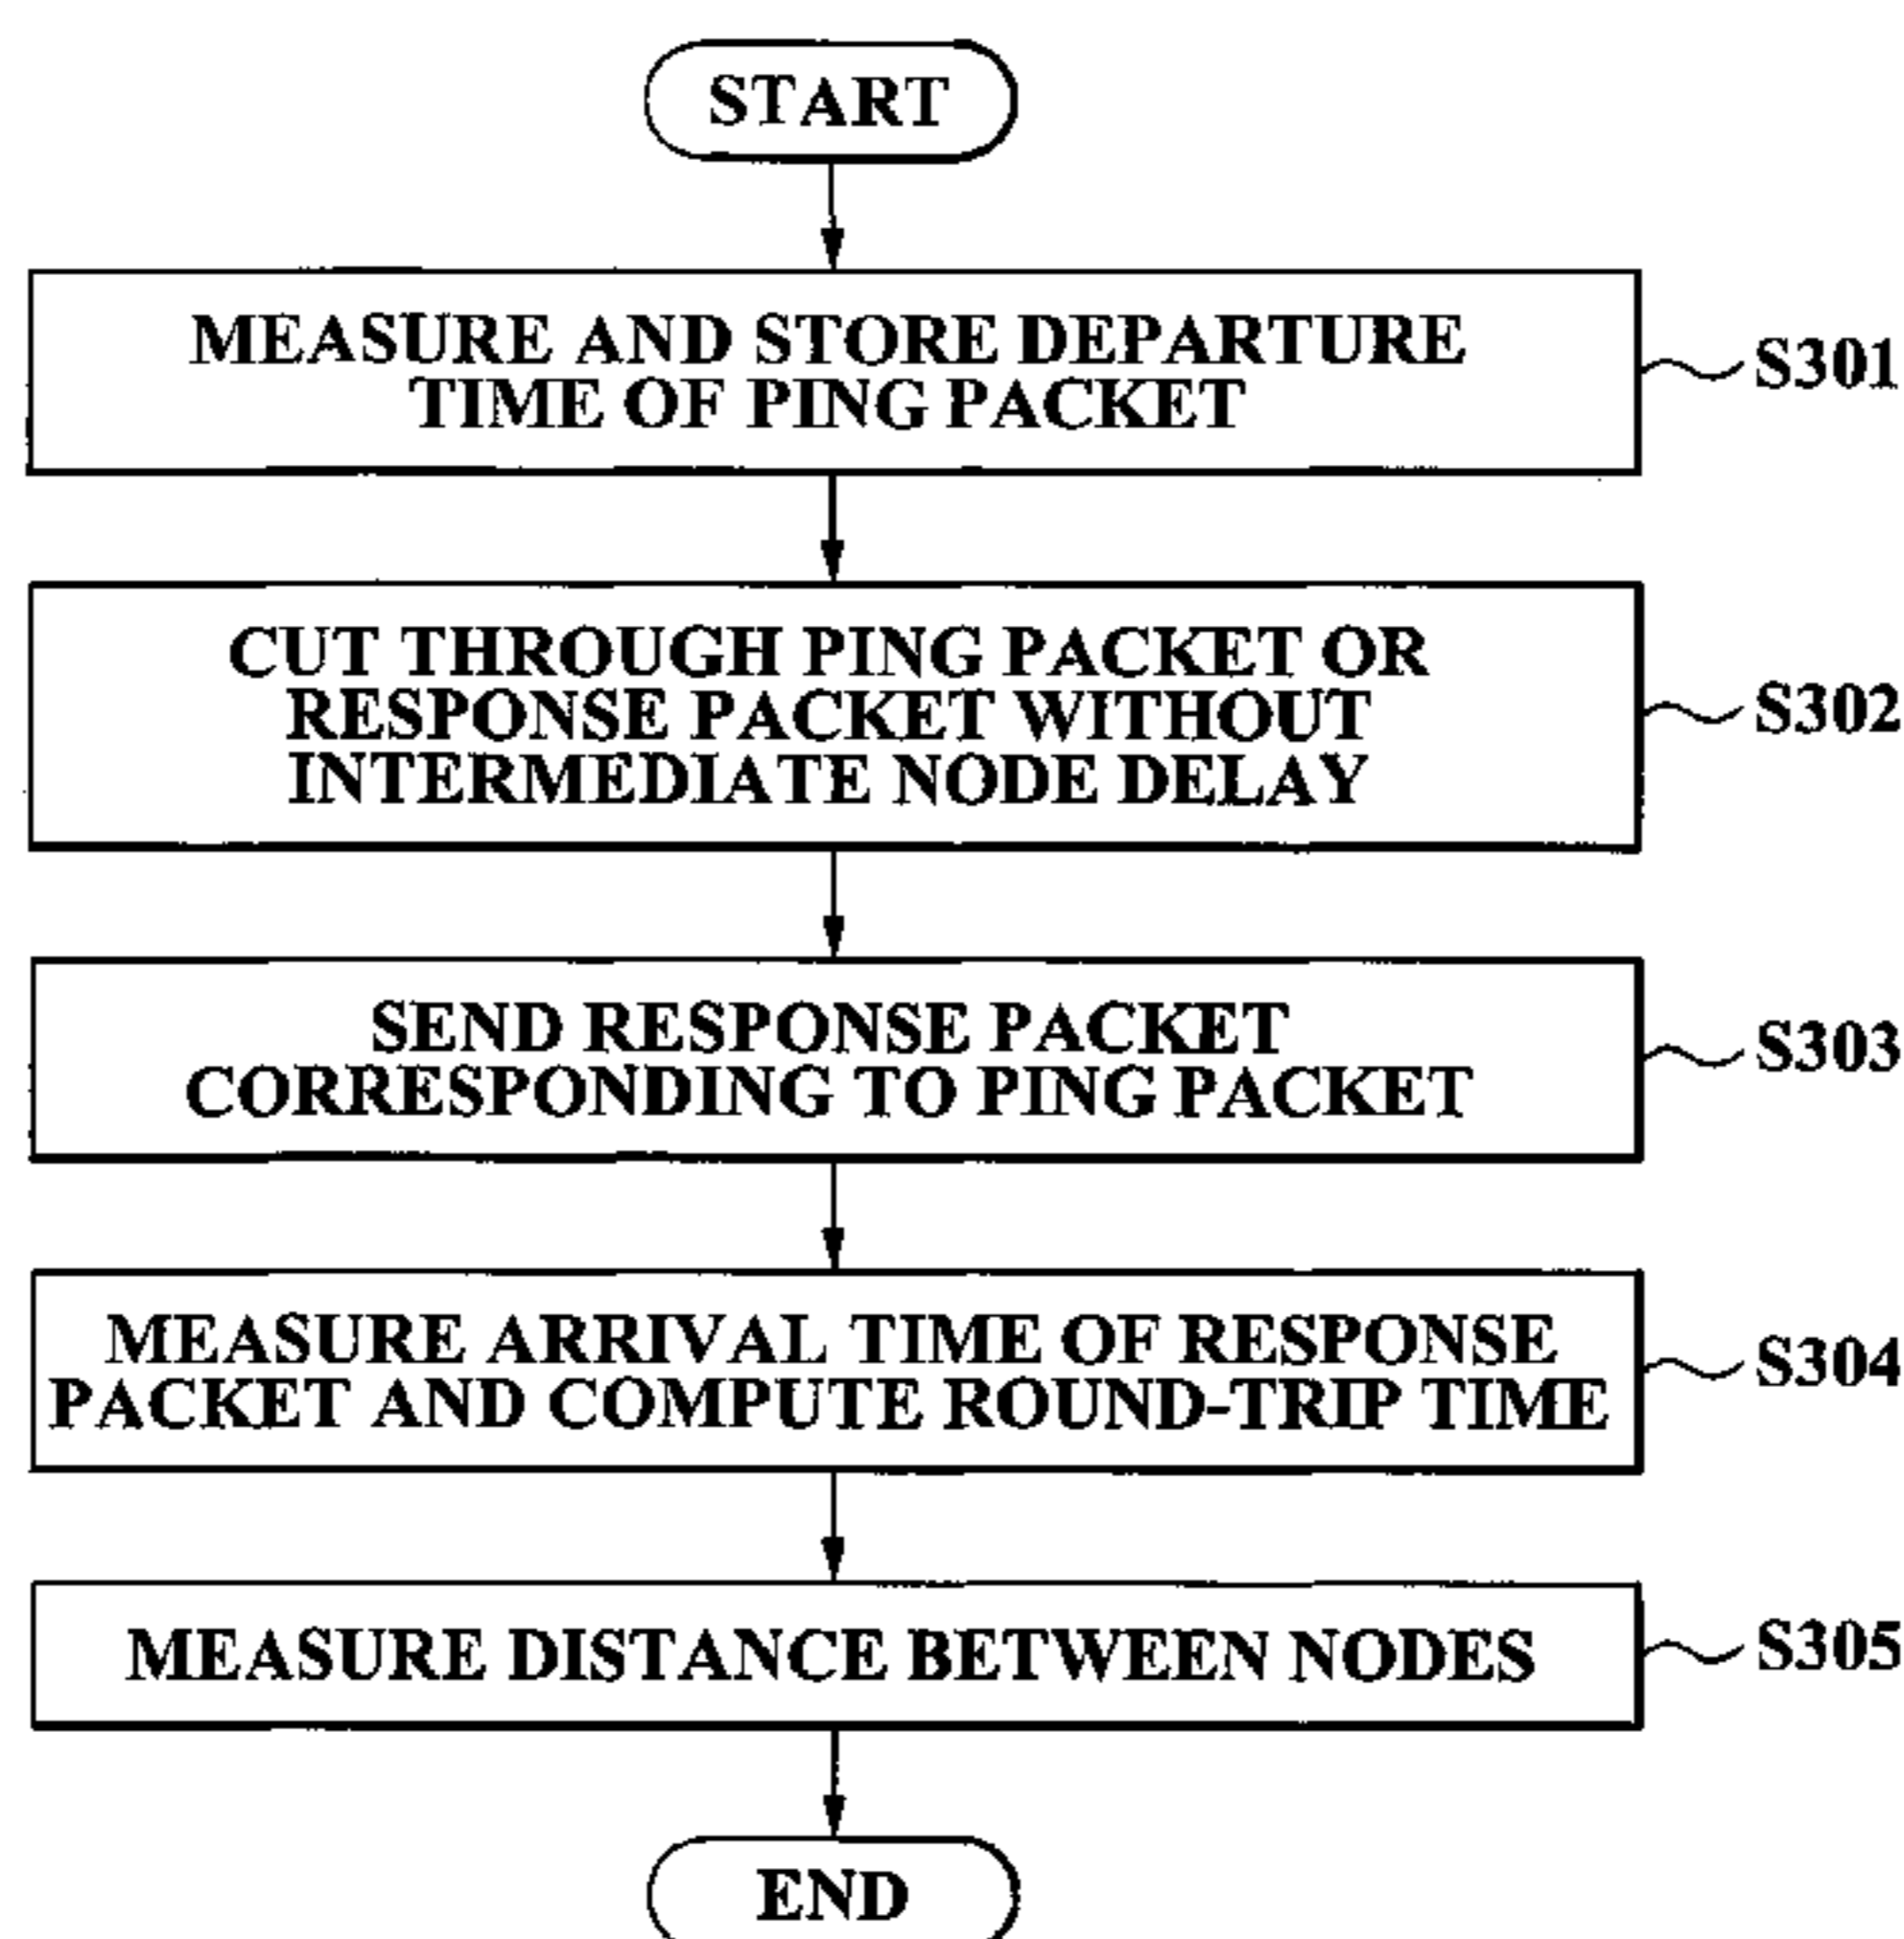 START
MEASURE AND STORE DEPARTURE
TIME OF PING PACKET
S301
CUT THROUGH PING PACKET OR
RESPONSE PACKET WITHOUT
INTERMEDIATE NODE DELAY
S302
SEND RESPONSE PACKET
CORRESPONDING TO PING PACKET
S303
MEASURE ARRIVAL TIME OF RESPONSE
PACKET AND COMPUTE ROUND-TRIP TIME
S304
MEASURE DISTANCE BETWEEN NODES
S305
END